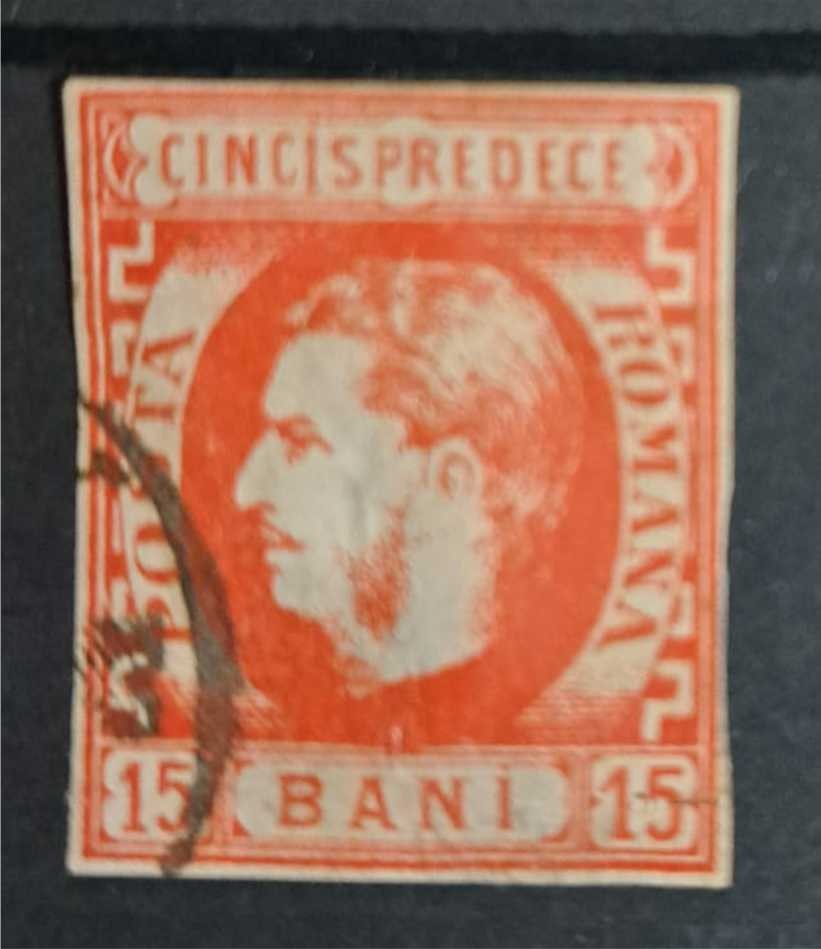 CINCISPREDECE
POSTA
ROMANA
15 BANI 15